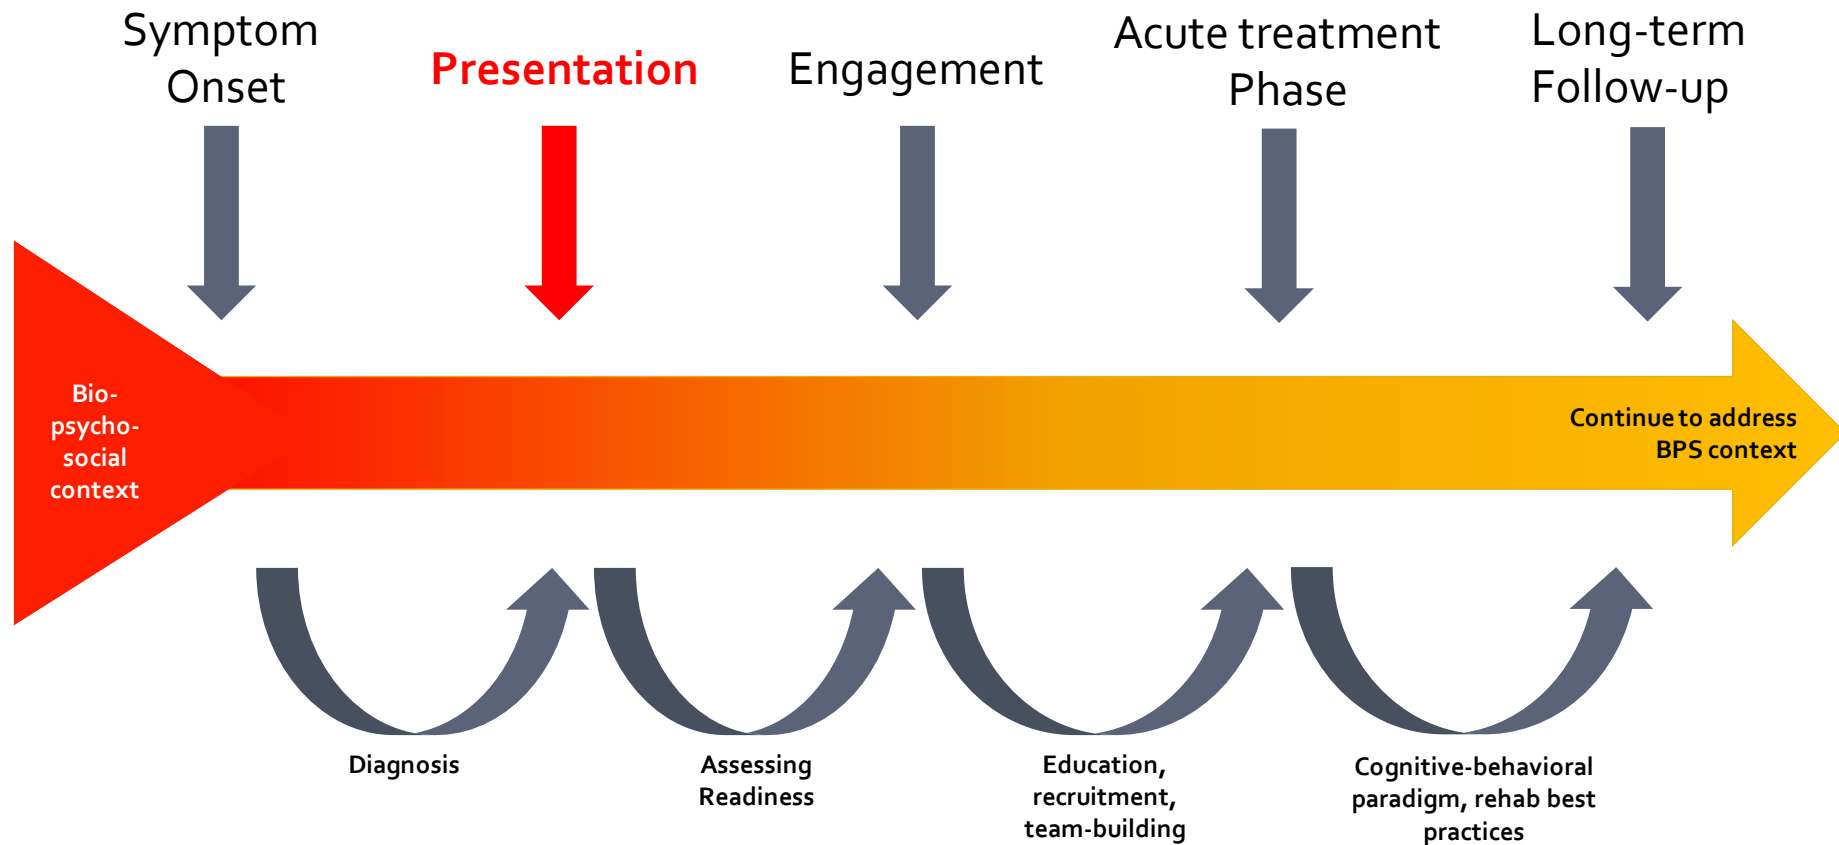 Symptom
Onset
Presentation
Engagement
Acute treatment
Phase
Long-term
Follow-up
Bio-
psycho-
social
context
Continue to address
BPS context
Diagnosis
Assessing
Readiness
Education,
recruitment,
team-building
Cognitive-behavioral
paradigm, rehab best
practices